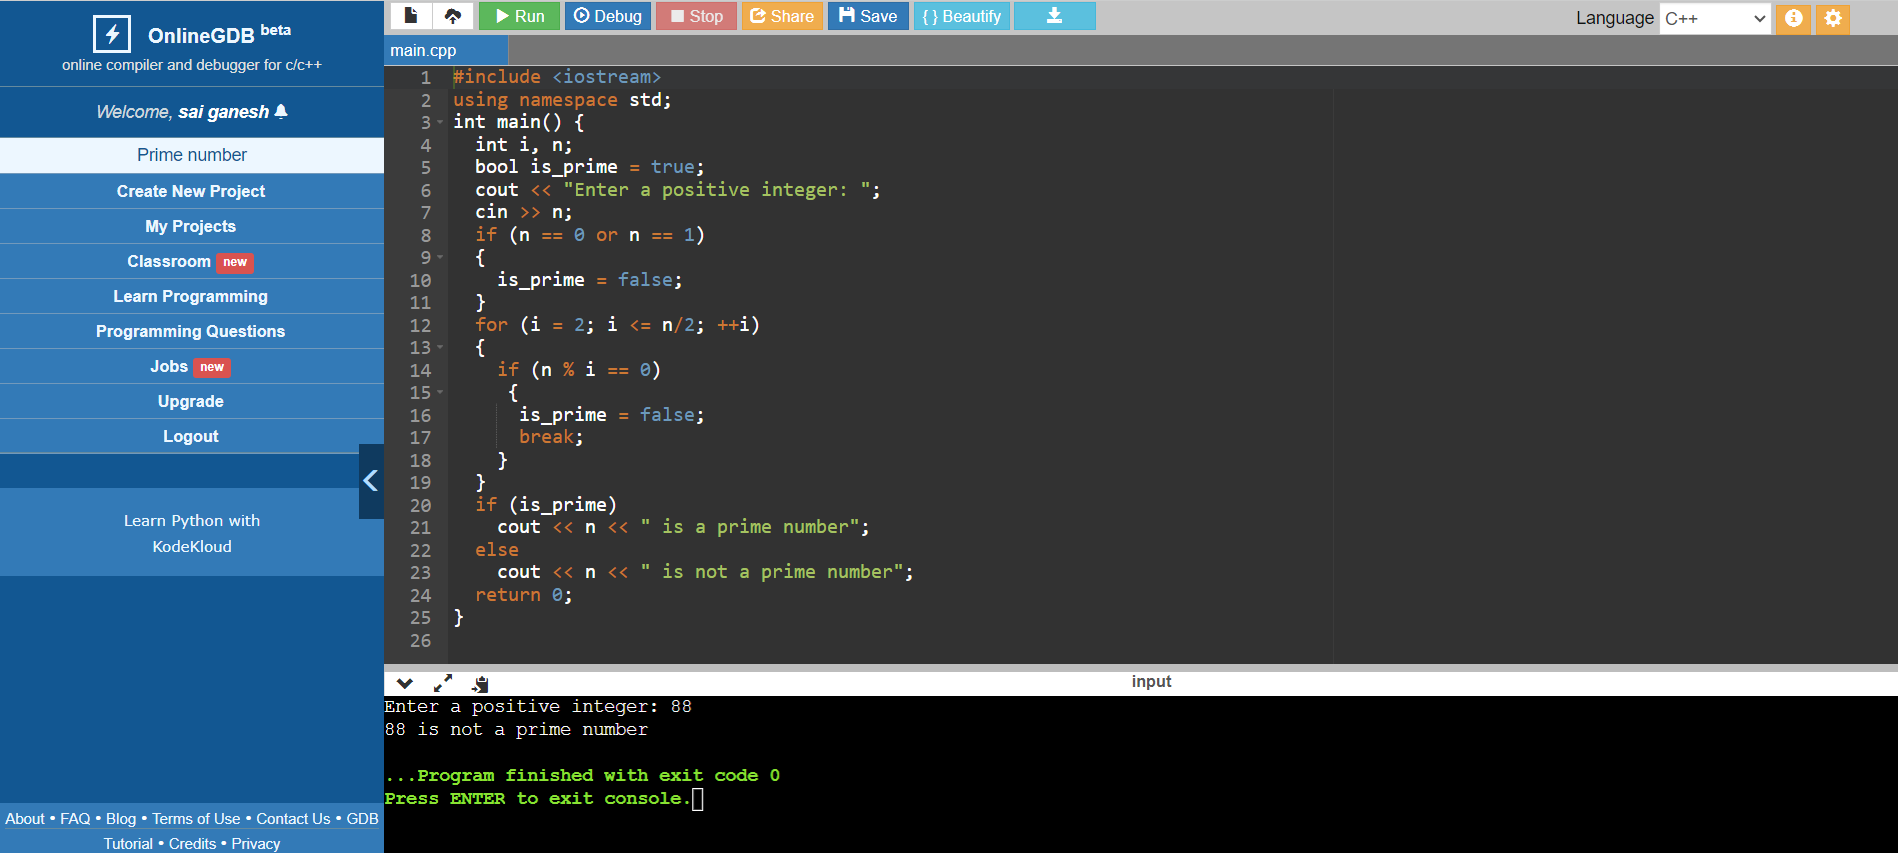 OnlineGDB beta
online compiler and debugger for c/c++
Welcome, sai ganesh
Prime number
Create New Project
My Projects
Classroom new
Learn Programming
Programming Questions
Jobs new
Upgrade
Logout
Learn Python with
KodeKloud
About • FAQ • Blog • Terms of Use • Contact Us • GDB
Tutorial • Credits • Privacy
Run Debug Stop Share Save { } Beautify Language C++
main.cpp
1 #include <iostream>
2 using namespace std;
3 int main() {
4   int i, n;
5   bool is_prime = true;
6   cout << "Enter a positive integer: ";
7   cin >> n;
8   if (n == 0 or n == 1)
9   {
10     is_prime = false;
11   }
12   for (i = 2; i <= n/2; ++i)
13   {
14     if (n % i == 0)
15      {
16       is_prime = false;
17       break;
18     }
19   }
20   if (is_prime)
21     cout << n << " is a prime number";
22   else
23     cout << n << " is not a prime number";
24   return 0;
25 }
26
input
Enter a positive integer: 88
88 is not a prime number
...Program finished with exit code 0
Press ENTER to exit console.